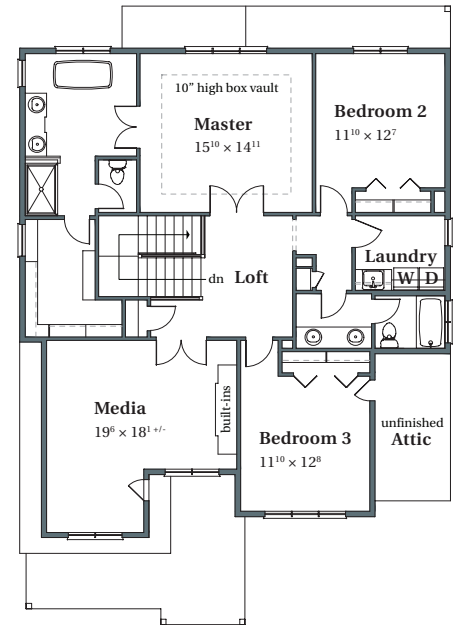 10” high box vault
Master
15¹⁰ × 14¹¹
Bedroom 2
11¹⁰ × 12⁷
Laundry
W D
dn
Loft
Media
19⁶ × 18¹ ⁺/⁻
built-ins
Bedroom 3
11¹⁰ × 12⁸
unfinished
Attic